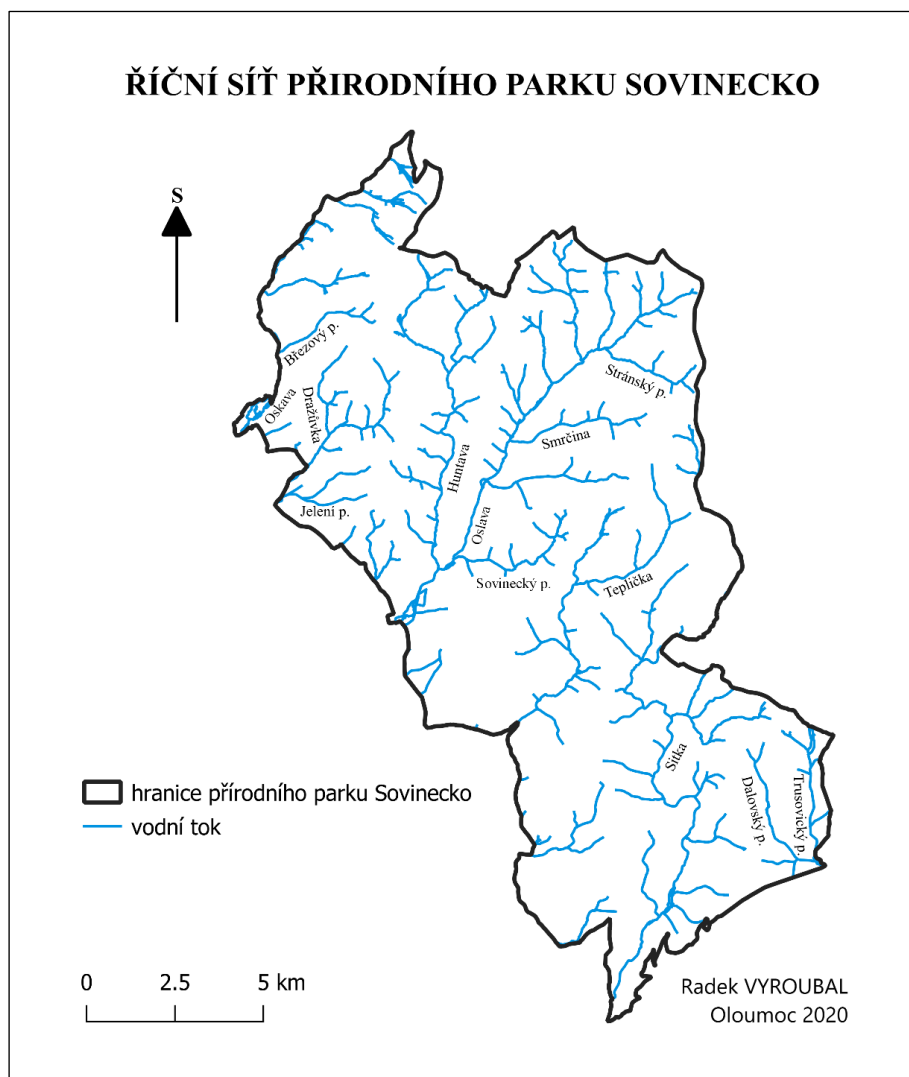 ŘÍČNÍ SÍŤ PŘIRODNÍHO PARKU SOVINECKO
S
Březový p.
Stránský p.
Oskava
Dražůvka
Smrčina
Huntava
Jelení p.
Oslava
Sovinecký p.
Teplička
Sitka
Dalovský p.
Trusovický p.
hranice přírodního parku Sovinecko
vodní tok
0 2.5 5 km
Radek VYROUBAL
Oloumoc 2020